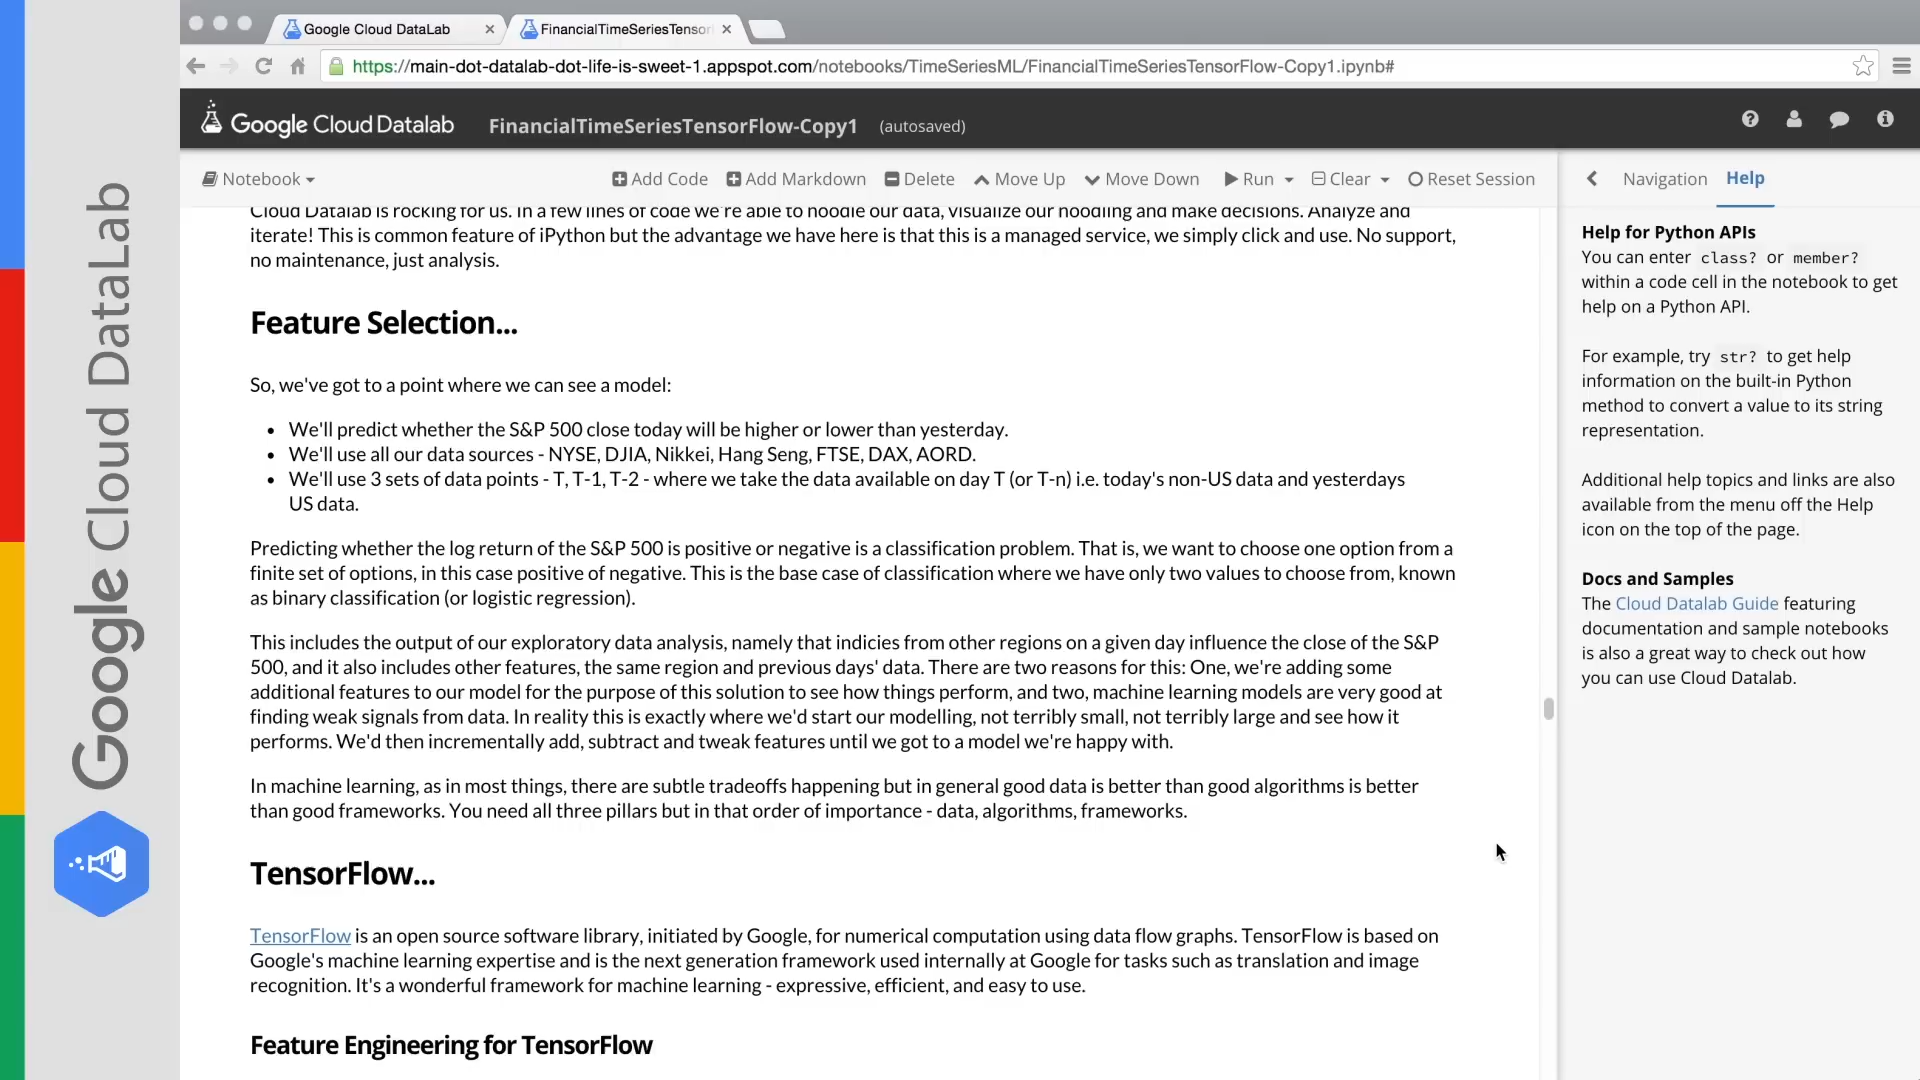 Google Cloud DataLab
Google Cloud DataLab
FinancialTimeSeriesTensor
https://main-dot-datalab-dot-life-is-sweet-1.appspot.com/notebooks/TimeSeriesML/FinancialTimeSeriesTensorFlow-Copy1.ipynb#
Google Cloud Datalab
FinancialTimeSeriesTensorFlow-Copy1
(autosaved)
Notebook
Add Code
Add Markdown
Delete
Move Up
Move Down
Run
Clear
Reset Session
Navigation
Help
Cloud Datalab is rocking for us. In a few lines of code we're able to noodle our data, visualize our noodling and make decisions. Analyze and
iterate! This is common feature of iPython but the advantage we have here is that this is a managed service, we simply click and use. No support,
no maintenance, just analysis.
Feature Selection...
So, we've got to a point where we can see a model:
• We'll predict whether the S&P 500 close today will be higher or lower than yesterday.
• We'll use all our data sources - NYSE, DJIA, Nikkei, Hang Seng, FTSE, DAX, AORD.
• We'll use 3 sets of data points - T, T-1, T-2 - where we take the data available on day T (or T-n) i.e. today's non-US data and yesterdays
US data.
Predicting whether the log return of the S&P 500 is positive or negative is a classification problem. That is, we want to choose one option from a
finite set of options, in this case positive of negative. This is the base case of classification where we have only two values to choose from, known
as binary classification (or logistic regression).
This includes the output of our exploratory data analysis, namely that indicies from other regions on a given day influence the close of the S&P
500, and it also includes other features, the same region and previous days' data. There are two reasons for this: One, we're adding some
additional features to our model for the purpose of this solution to see how things perform, and two, machine learning models are very good at
finding weak signals from data. In reality this is exactly where we'd start our modelling, not terribly small, not terribly large and see how it
performs. We'd then incrementally add, subtract and tweak features until we got to a model we're happy with.
In machine learning, as in most things, there are subtle tradeoffs happening but in general good data is better than good algorithms is better
than good frameworks. You need all three pillars but in that order of importance - data, algorithms, frameworks.
TensorFlow...
TensorFlow is an open source software library, initiated by Google, for numerical computation using data flow graphs. TensorFlow is based on
Google's machine learning expertise and is the next generation framework used internally at Google for tasks such as translation and image
recognition. It's a wonderful framework for machine learning - expressive, efficient, and easy to use.
Feature Engineering for TensorFlow
Help for Python APIs
You can enter class? or member?
within a code cell in the notebook to get
help on a Python API.
For example, try str? to get help
information on the built-in Python
method to convert a value to its string
representation.
Additional help topics and links are also
available from the menu off the Help
icon on the top of the page.
Docs and Samples
The Cloud Datalab Guide featuring
documentation and sample notebooks
is also a great way to check out how
you can use Cloud Datalab.